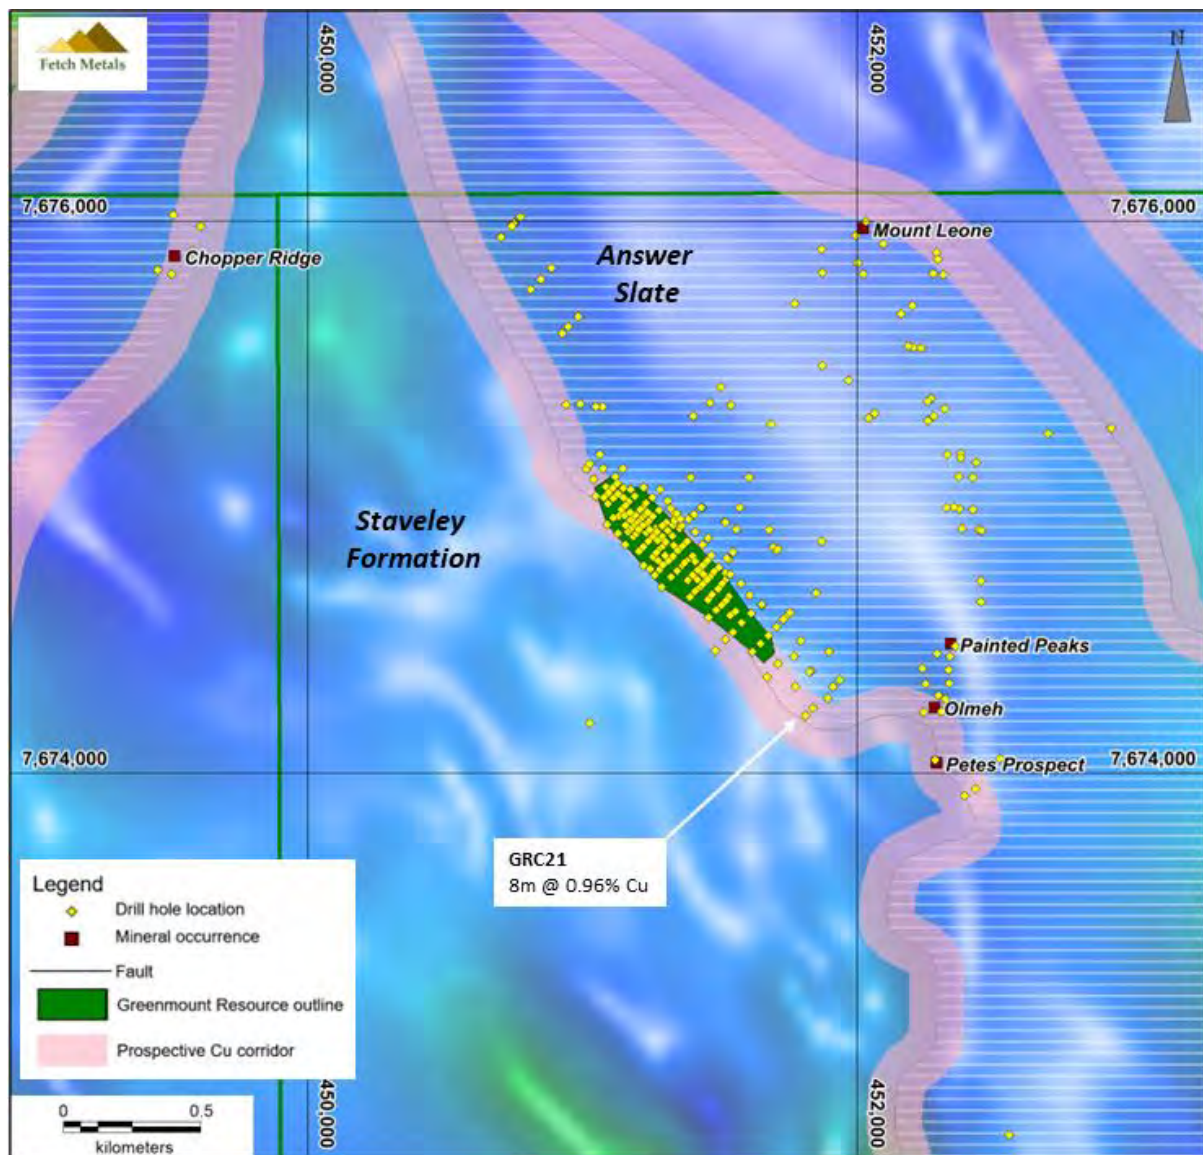 Fetch Metals
450,000
452,000
N
7,676,000
7,676,000
Chopper Ridge
Answer
Slate
Mount Leone
Staveley
Formation
Painted Peaks
Olmeh
7,674,000
Petes Prospect
7,674,000
GRC21
8m @ 0.96% Cu
Legend
Drill hole location
Mineral occurrence
Fault
Greenmount Resource outline
Prospective Cu corridor
0 0.5
kilometers
450,000
452,000